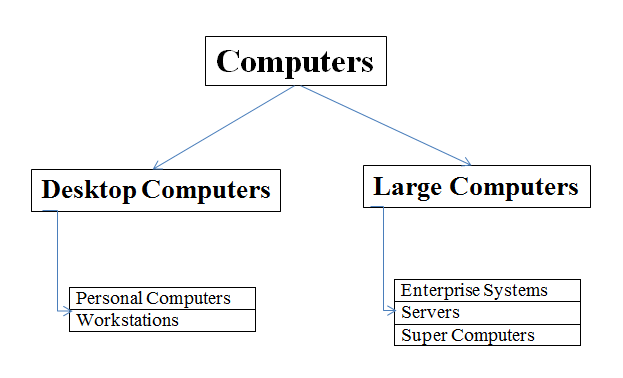 Computers
Desktop Computers
Large Computers
Personal Computers
Workstations
Enterprise Systems
Servers
Super Computers